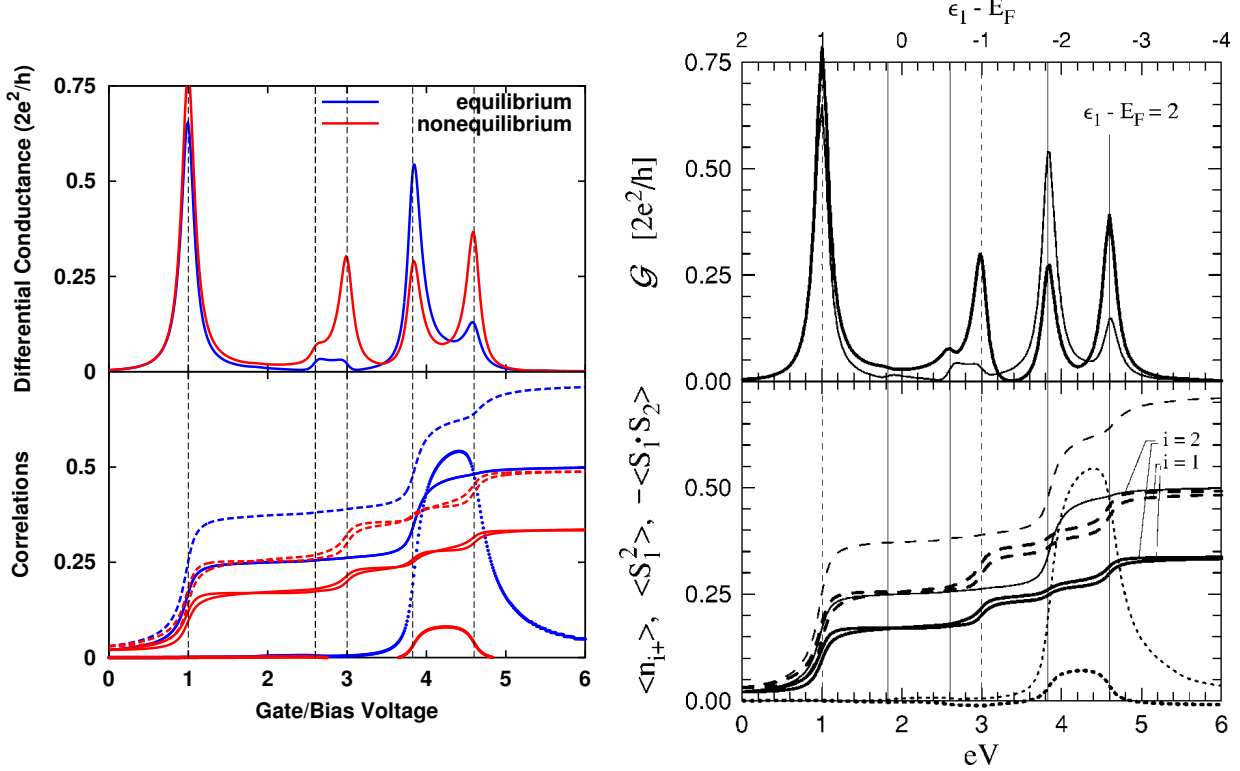 Differential Conductance (2e²/h)
0.75
0.5
0.25
0
equilibrium
nonequilibrium
Correlations
0.5
0.25
0
0 1 2 3 4 5 6
Gate/Bias Voltage
ϵ₁ - E_F
2 1 0 -1 -2 -3 -4
𝒢 [2e²/h]
0.75
0.50
0.25
0.00
ϵ₁ - E_F = 2
<n_{i+}>, <S₁²>, -<S₁·S₂>
0.50
0.25
0.00
i = 2
i = 1
0 1 2 3 4 5 6
eV